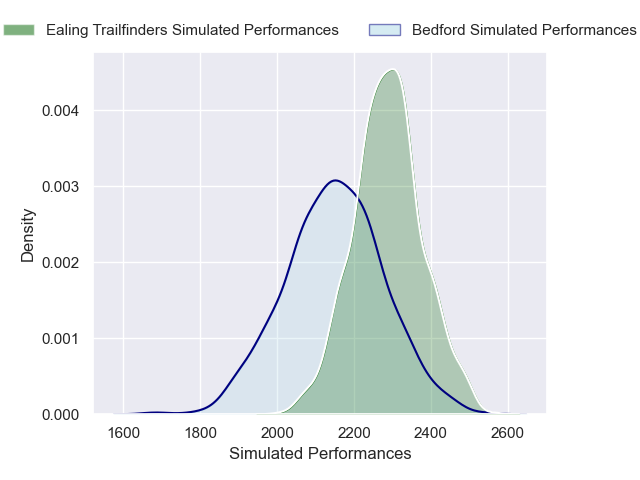 Ealing Trailfinders Simulated Performances
Bedford Simulated Performances
0.004
0.003
0.002
0.001
0.000
Density
1600 1800 2000 2200 2400 2600
Simulated Performances